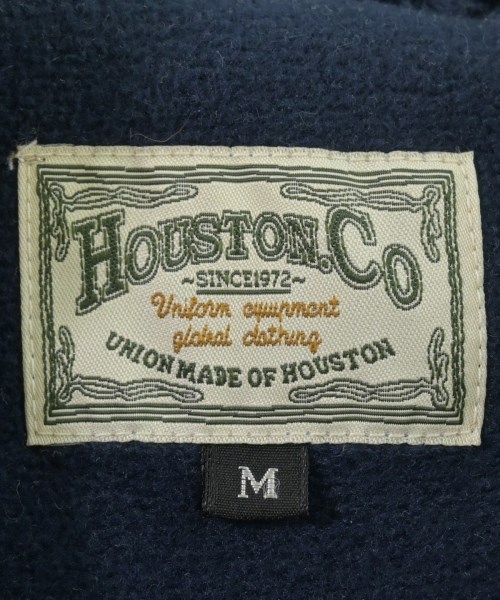 HOUSTON.CO
~SINCE1972~
Uniform equipment
global clothing
UNION MADE OF HOUSTON
M